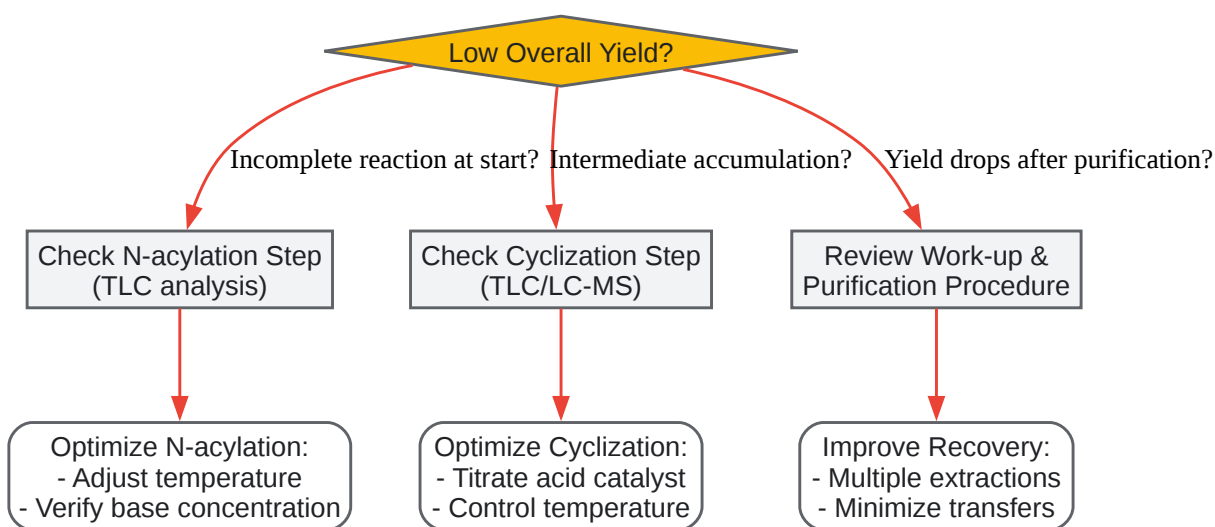 Low Overall Yield?
Incomplete reaction at start?
Intermediate accumulation?
Yield drops after purification?
Check N-acylation Step
(TLC analysis)
Check Cyclization Step
(TLC/LC-MS)
Review Work-up &
Purification Procedure
Optimize N-acylation:
- Adjust temperature
- Verify base concentration
Optimize Cyclization:
- Titrate acid catalyst
- Control temperature
Improve Recovery:
- Multiple extractions
- Minimize transfers